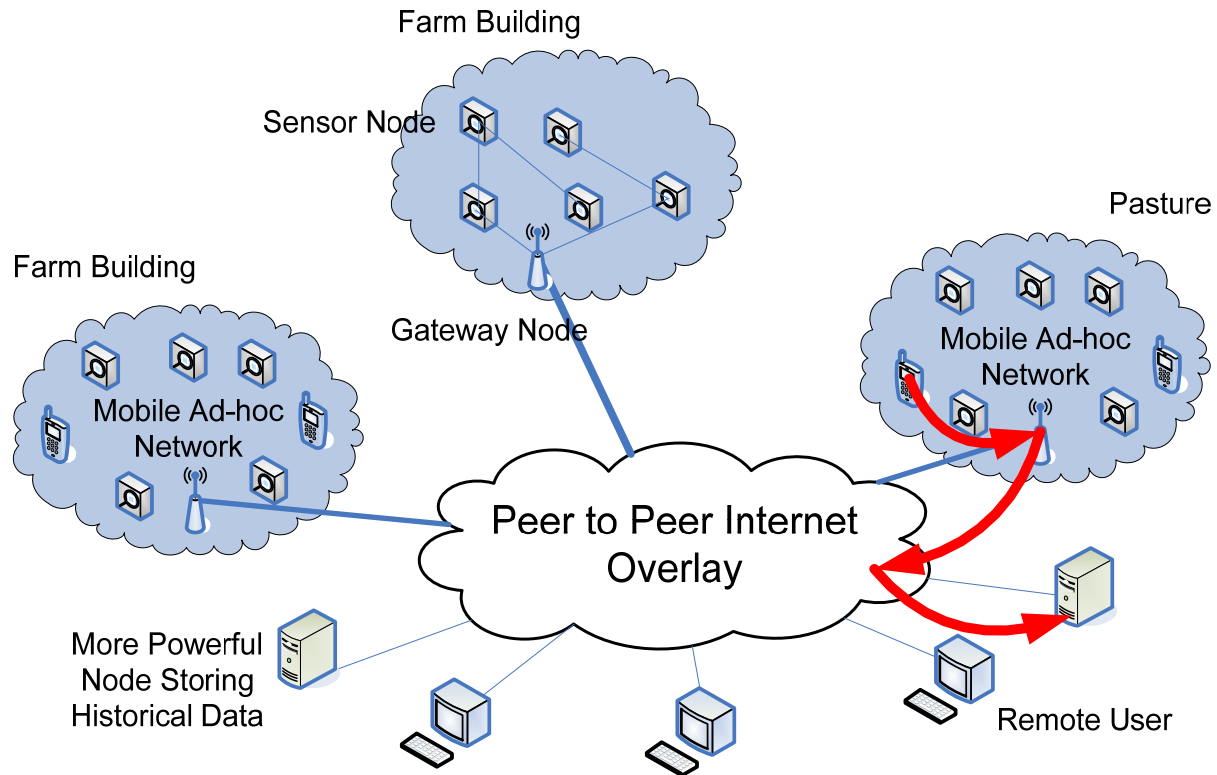 Farm Building
Sensor Node
Pasture
Farm Building
Gateway Node
Mobile Ad-hoc
Network
Mobile Ad-hoc
Network
Peer to Peer Internet
Overlay
More Powerful
Node Storing
Historical Data
Remote User